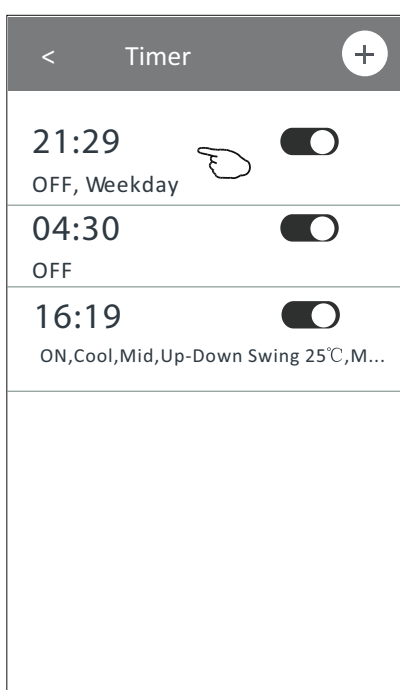 < Timer +
21:29
OFF, Weekday
04:30
OFF
16:19
ON,Cool,Mid,Up-Down Swing 25℃,M...